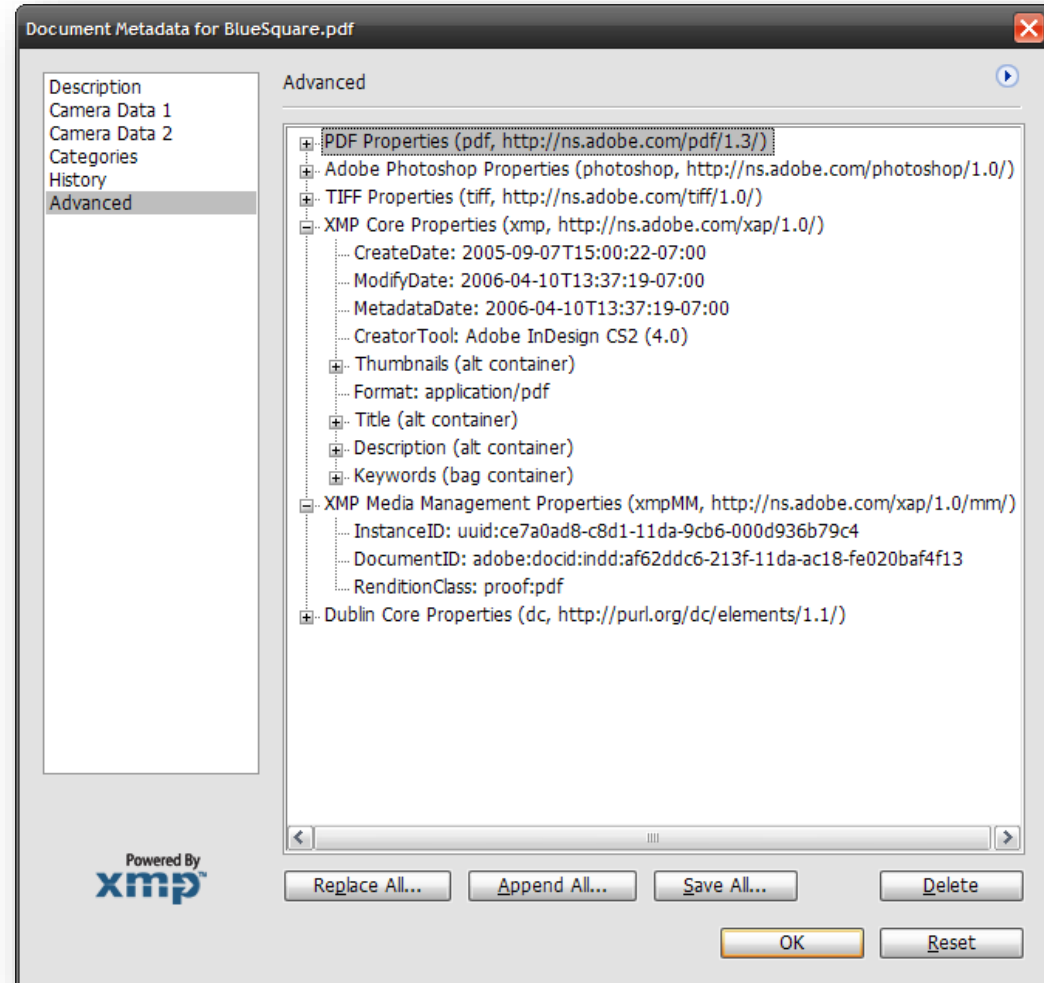 Document Metadata for BlueSquare.pdf
Description
Camera Data 1
Camera Data 2
Categories
History
Advanced
Advanced
PDF Properties (pdf, http://ns.adobe.com/pdf/1.3/)
Adobe Photoshop Properties (photoshop, http://ns.adobe.com/photoshop/1.0/)
TIFF Properties (tiff, http://ns.adobe.com/tiff/1.0/)
XMP Core Properties (xmp, http://ns.adobe.com/xap/1.0/)
CreateDate: 2005-09-07T15:00:22-07:00
ModifyDate: 2006-04-10T13:37:19-07:00
MetadataDate: 2006-04-10T13:37:19-07:00
CreatorTool: Adobe InDesign CS2 (4.0)
Thumbnails (alt container)
Format: application/pdf
Title (alt container)
Description (alt container)
Keywords (bag container)
XMP Media Management Properties (xmpMM, http://ns.adobe.com/xap/1.0/mm/)
InstanceID: uuid:ce7a0ad8-c8d1-11da-9cb6-000d936b79c4
DocumentID: adobe:docid:indd:af62ddc6-213f-11da-ac18-fe020baf4f13
RenditionClass: proof:pdf
Dublin Core Properties (dc, http://purl.org/dc/elements/1.1/)
Powered By
xmp™
Replace All... Append All... Save All... Delete
OK Reset